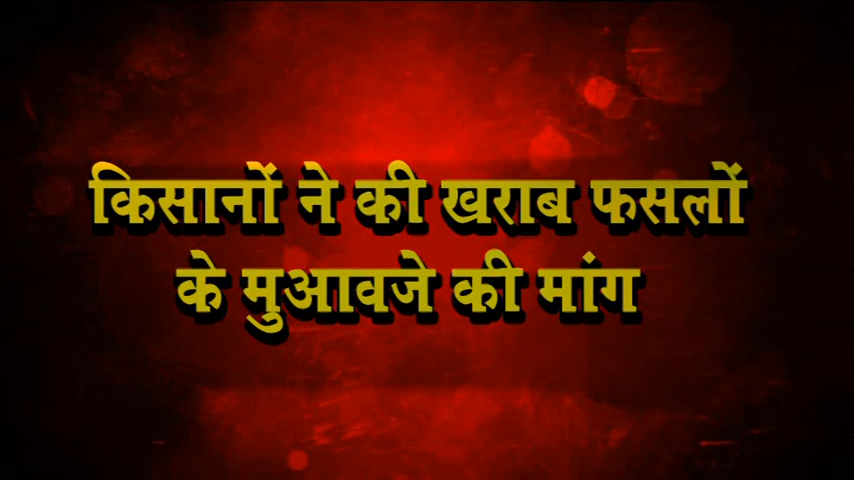 किसानों ने की खराब फसलों
के मुआवजे की मांग